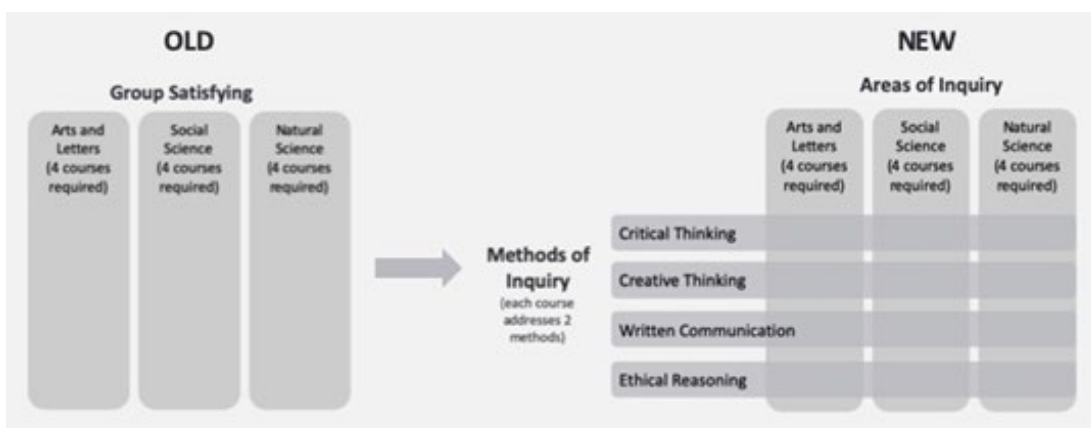 OLD
Group Satisfying
Arts and
Letters
(4 courses
required)
Social
Science
(4 courses
required)
Natural
Science
(4 courses
required)
Methods of
Inquiry
(each course
addresses 2
methods)
NEW
Areas of Inquiry
Arts and
Letters
(4 courses
required)
Social
Science
(4 courses
required)
Natural
Science
(4 courses
required)
Critical Thinking
Creative Thinking
Written Communication
Ethical Reasoning